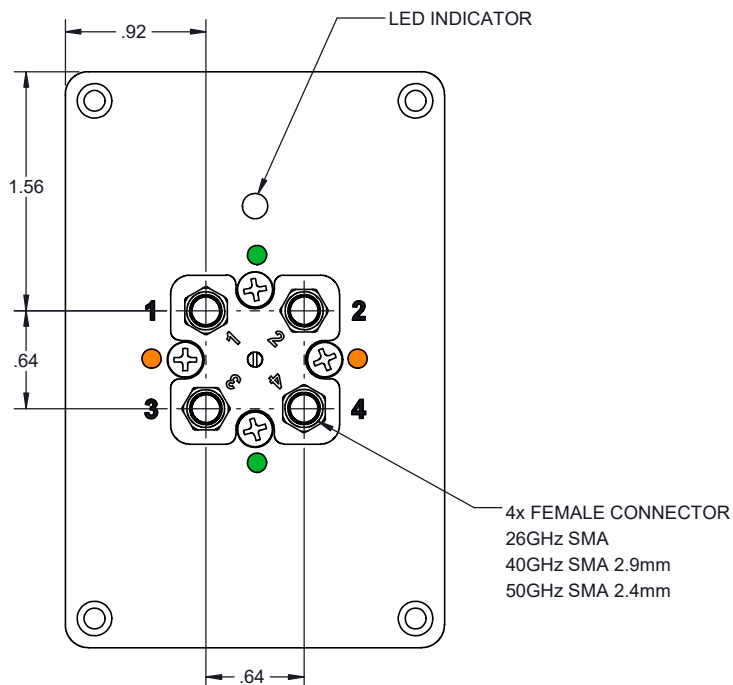 LED INDICATOR
.92
1.56
1
2
1
2
.64
3
4
3
4
4x FEMALE CONNECTOR
26GHz SMA
40GHz SMA 2.9mm
50GHz SMA 2.4mm
.64